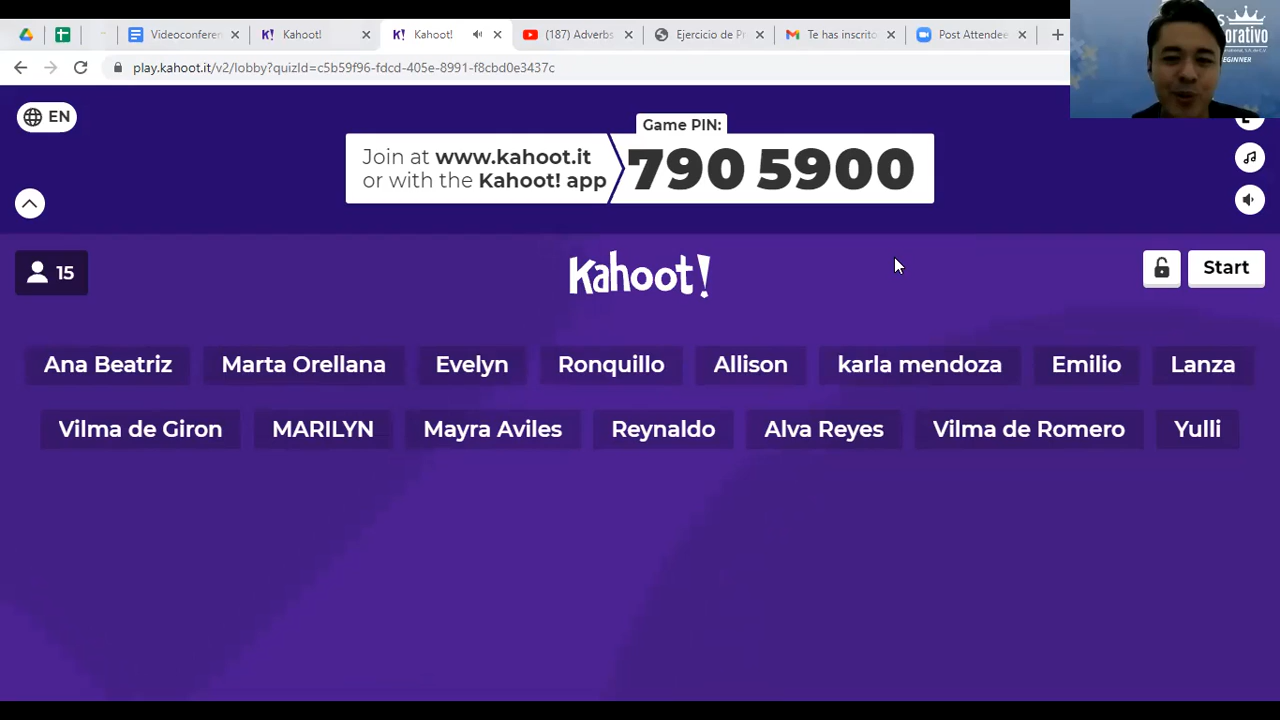 Videoconfere
Kahoot!
Kahoot!
(187) Adverbs
Ejercicio de Pr
Te has inscrito
Post Attendee
play.kahoot.it/v2/lobby?quizId=c5b59f96-fdcd-405e-8991-f8cbd0e5437c
EN
Game PIN:
Join at www.kahoot.it
or with the Kahoot! app
790 5900
15
Kahoot!
Start
Ana Beatriz
Marta Orellana
Evelyn
Ronquillo
Allison
karla mendoza
Emilio
Lanza
Vilma de Giron
MARILYN
Mayra Aviles
Reynaldo
Alva Reyes
Vilma de Romero
Yulli